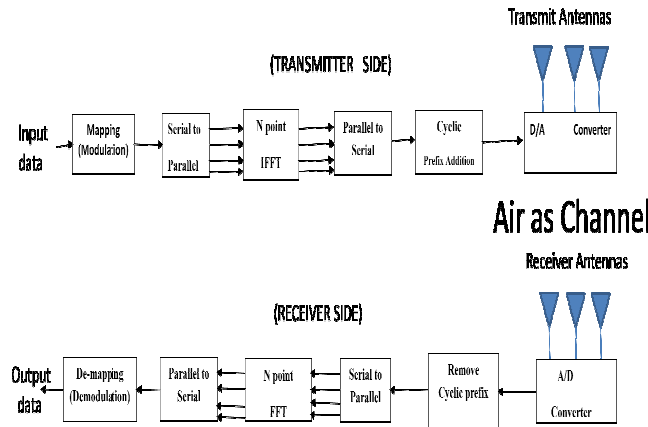 Transmit Antennas
(TRANSMITTER SIDE)
Input
data
Mapping
(Modulation)
Serial to
Parallel
N point
IFFT
Parallel to
Serial
Cyclic
Prefix Addition
D/A Converter
Air as Channel
Receiver Antennas
(RECEIVER SIDE)
Output
data
De-mapping
(Demodulation)
Parallel to
Serial
N point
FFT
Serial to
Parallel
Remove
Cyclic prefix
A/D
Converter